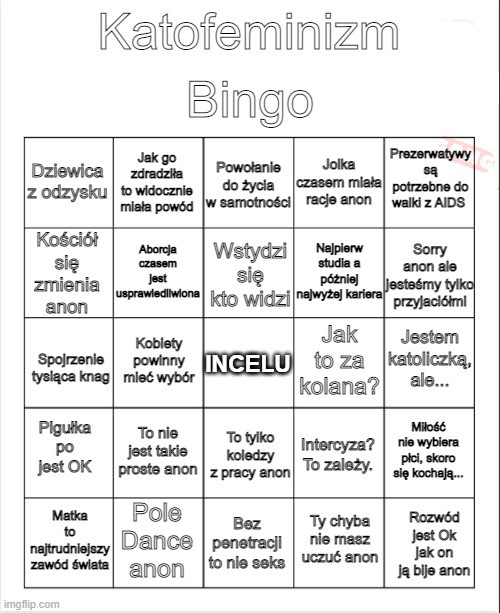 Katofeminizm
Bingo
Dziewica
z odzysku
Jak go
zdradziła
to widocznie
miała powód
Powołanie
do życia
w samotności
Jolka
czasem miała
racje anon
Prezerwatywy
są
potrzebne do
walki z AIDS
Kościół
się
zmienia
anon
Aborcja
czasem
jest
usprawiedliwiona
Wstydzi
się
kto widzi
Najpierw
studia a
później
najwyżej kariera
Sorry
anon ale
jesteśmy tylko
przyjaciółmi
Spojrzenie
tysiąca knag
Kobiety
powinny
mieć wybór
INCELU
Jak
to za
kolana?
Jestem
katoliczką,
ale...
Pigułka
po
jest OK
To nie
jest takie
proste anon
To tylko
koledzy
z pracy anon
Intercyza?
To zależy.
Miłość
nie wybiera
płci, skoro
się kochają...
Matka
to
najtrudniejszy
zawód świata
Pole
Dance
anon
Bez
penetracji
to nie seks
Ty chyba
nie masz
uczuć anon
Rozwód
jest Ok
jak on
ją bije anon
imgflip.com